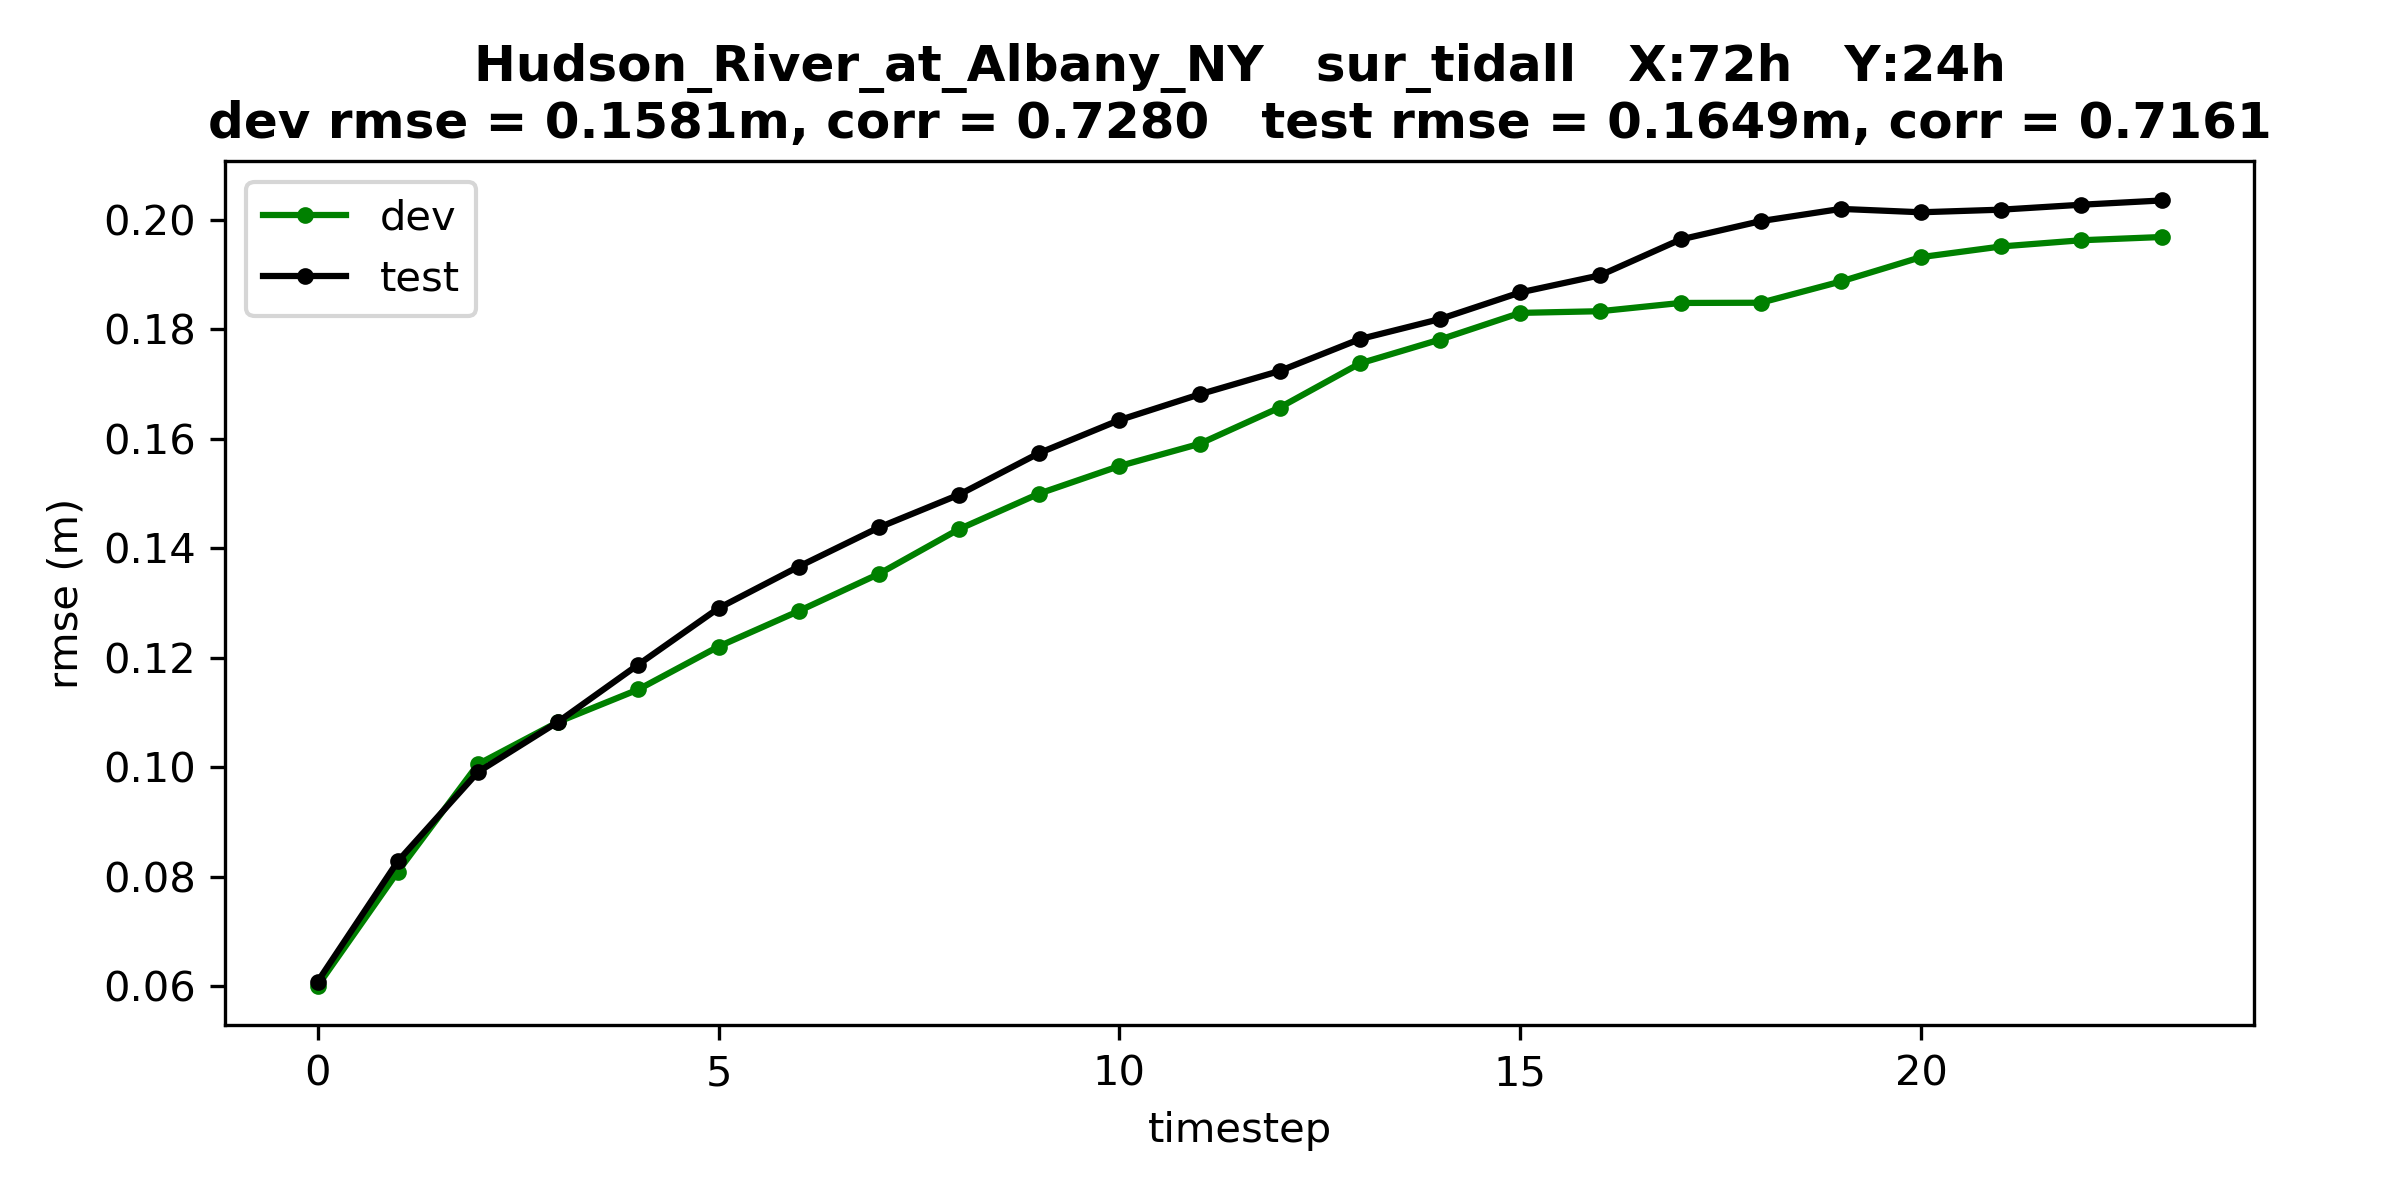 Hudson_River_at_Albany_NY   sur_tidall   X:72h   Y:24h
dev rmse = 0.1581m, corr = 0.7280   test rmse = 0.1649m, corr = 0.7161
dev
test
0.20
0.18
0.16
0.14
0.12
0.10
0.08
0.06
rmse (m)
0 5 10 15 20
timestep